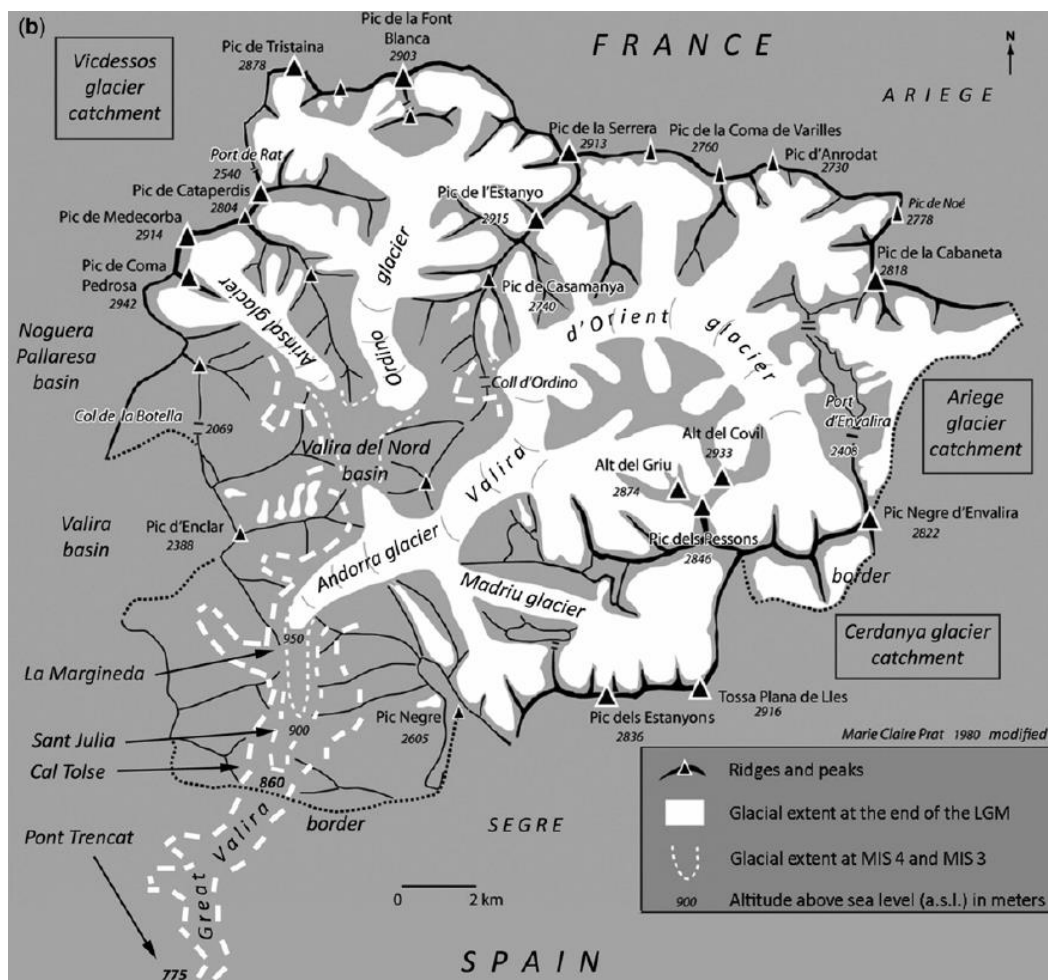 (b)
FRANCE
N
ARIEGE
Vicdessos
glacier
catchment
Pic de Tristaina
2878
Pic de la Font
Blanca
2903
Pic de la Serrera
2913
Pic de la Coma de Varilles
2760
Pic d'Anrodat
2730
Pic de Noé
2778
Port de Rat
2540
Pic de Cataperdis
2804
Pic de Medecorba
2914
Pic de l'Estanyo
2915
Pic de la Cabaneta
2818
Pic de Coma
Pedrosa
2942
Pic de Casamanya
2740
Arinsal glacier
Ordino glacier
Valira d'Orient glacier
Noguera
Pallaresa
basin
Coll d'Ordino
Port
d'Envalira
2408
Ariege
glacier
catchment
Col de la Botella
2069
Valira del Nord
basin
Alt del Covil
2933
Alt del Griu
2874
Valira
basin
Pic d'Enclar
2388
Pic dels Pessons
2846
Pic Negre d'Envalira
2822
border
Andorra glacier
Madriu glacier
Cerdanya glacier
catchment
950
La Margineda
Sant Julia
900
Cal Tolse
860
Pic Negre
2605
Pic dels Estanyons
2836
Tossa Plana de Lles
2916
Marie Claire Prat 1980 modified
border
SEGRE
Pont Trencat
Great Valira
775
0 2 km
SPAIN
Ridges and peaks
Glacial extent at the end of the LGM
Glacial extent at MIS 4 and MIS 3
900 Altitude above sea level (a.s.l.) in meters